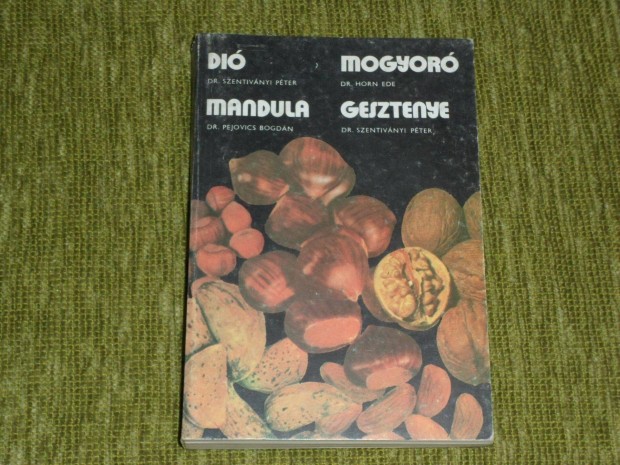 DIÓ
DR. SZENTIVÁNYI PÉTER
MOGYORÓ
DR. HORN EDE
MANDULA
DR. PEJOVICS BOGDÁN
GESZTENYE
DR. SZENTIVÁNYI PÉTER